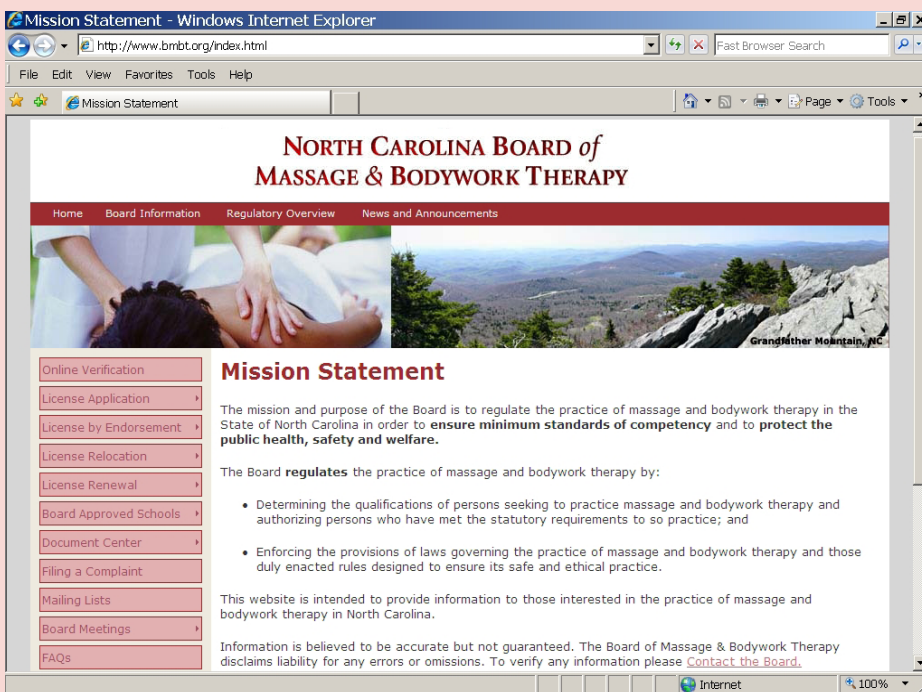 Mission Statement - Windows Internet Explorer
http://www.bmbt.org/index.html
Fast Browser Search
File Edit View Favorites Tools Help
Mission Statement
Page
Tools
NORTH CAROLINA BOARD of
MASSAGE & BODYWORK THERAPY
Home Board Information Regulatory Overview News and Announcements
Grandfather Mountain, NC
Online Verification
License Application
License by Endorsement
License Relocation
License Renewal
Board Approved Schools
Document Center
Filing a Complaint
Mailing Lists
Board Meetings
FAQs
Mission Statement
The mission and purpose of the Board is to regulate the practice of massage and bodywork therapy in the
State of North Carolina in order to ensure minimum standards of competency and to protect the
public health, safety and welfare.
The Board regulates the practice of massage and bodywork therapy by:
• Determining the qualifications of persons seeking to practice massage and bodywork therapy and
authorizing persons who have met the statutory requirements to so practice; and
• Enforcing the provisions of laws governing the practice of massage and bodywork therapy and those
duly enacted rules designed to ensure its safe and ethical practice.
This website is intended to provide information to those interested in the practice of massage and
bodywork therapy in North Carolina.
Information is believed to be accurate but not guaranteed. The Board of Massage & Bodywork Therapy
disclaims liability for any errors or omissions. To verify any information please Contact the Board.
Internet
100%